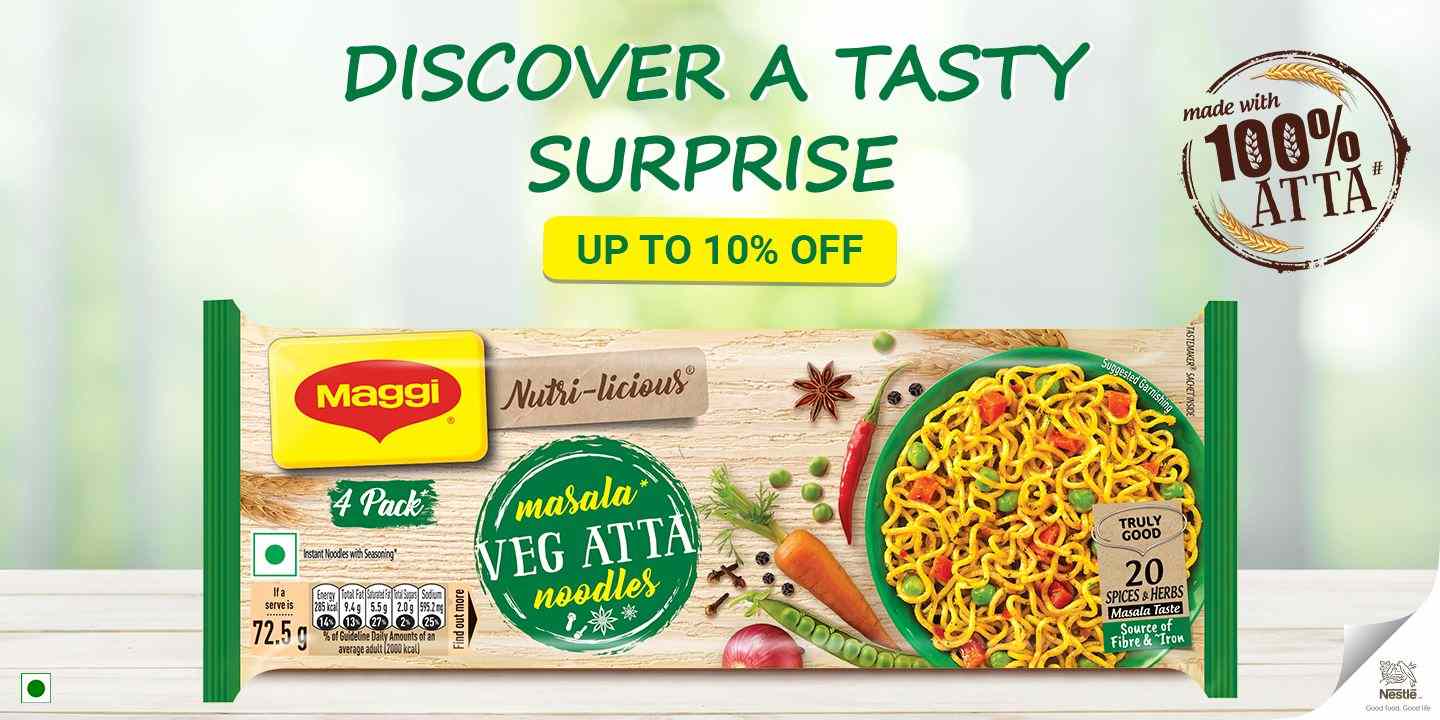 DISCOVER A TASTY
SURPRISE
UP TO 10% OFF
made with
100%
ATTA#
Maggi®
Nutri-licious®
4 Pack*
masala*
VEG ATTA
noodles
Instant Noodles with Seasoning*
If a
serve is
72.5 g
Energy Total Fat Saturated Fat Total Sugars Sodium
285 kcal 9.4 g 5.5 g 2.0 g 595.2 mg
14% 13% 27% 2% 25%
% of Guideline Daily Amounts of an
average adult (2000 kcal)
Find out more
Suggested Garnishing
*TASTEMAKER® SACHET INSIDE
TRULY
GOOD
20
SPICES & HERBS
Masala Taste
Source of
Fibre & ~Iron
Nestlē
Good food, Good life